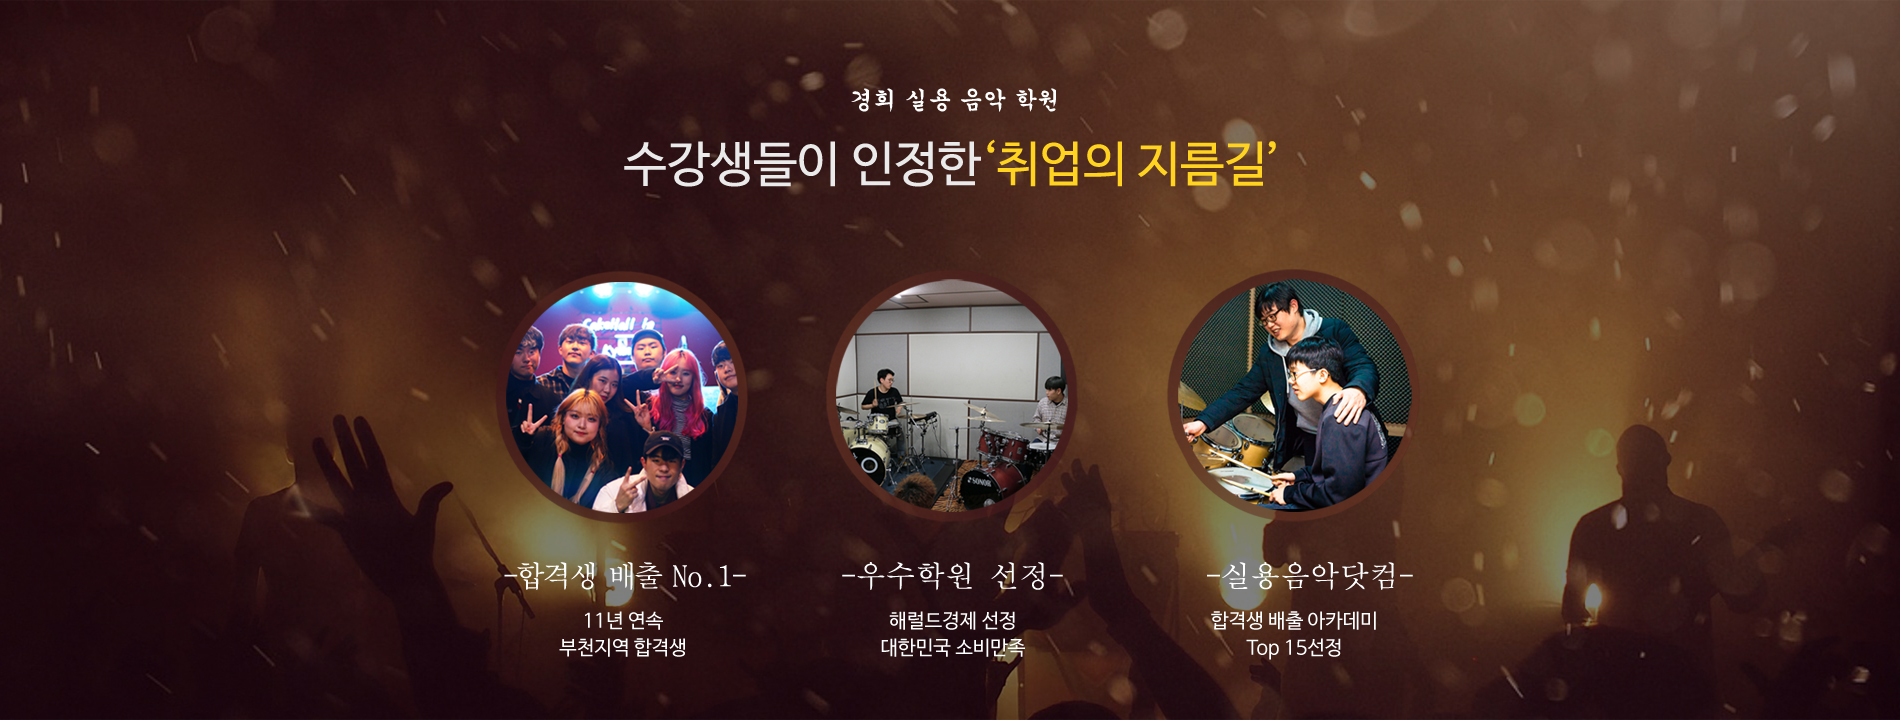 경희 실용 음악 학원
수강생들이 인정한 ‘취업의 지름길’
SONOR
-합격생 배출 No.1-
11년 연속
부천지역 합격생
-우수학원 선정-
해럴드경제 선정
대한민국 소비만족
-실용음악닷컴-
합격생 배출 아카데미
Top 15선정